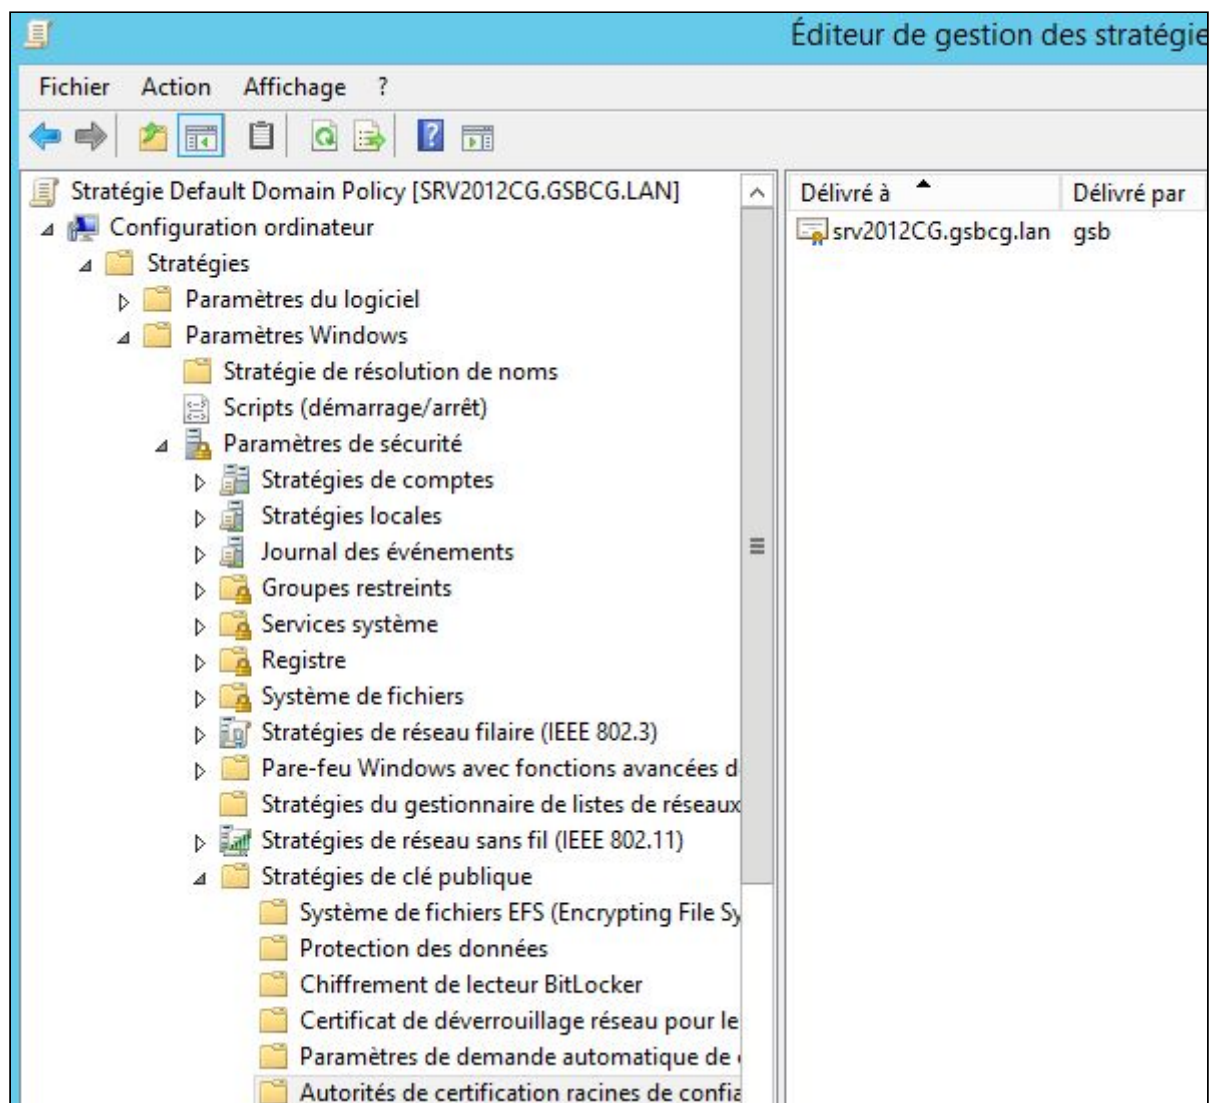 Éditeur de gestion des stratégie
Fichier Action Affichage ?
Stratégie Default Domain Policy [SRV2012CG.GSBCG.LAN]
Configuration ordinateur
Stratégies
Paramètres du logiciel
Paramètres Windows
Stratégie de résolution de noms
Scripts (démarrage/arrêt)
Paramètres de sécurité
Stratégies de comptes
Stratégies locales
Journal des événements
Groupes restreints
Services système
Registre
Système de fichiers
Stratégies de réseau filaire (IEEE 802.3)
Pare-feu Windows avec fonctions avancées d
Stratégies du gestionnaire de listes de réseaux
Stratégies de réseau sans fil (IEEE 802.11)
Stratégies de clé publique
Système de fichiers EFS (Encrypting File Sy
Protection des données
Chiffrement de lecteur BitLocker
Certificat de déverrouillage réseau pour le
Paramètres de demande automatique de
Autorités de certification racines de confia
Délivré à Délivré par
srv2012CG.gsbcg.lan gsb